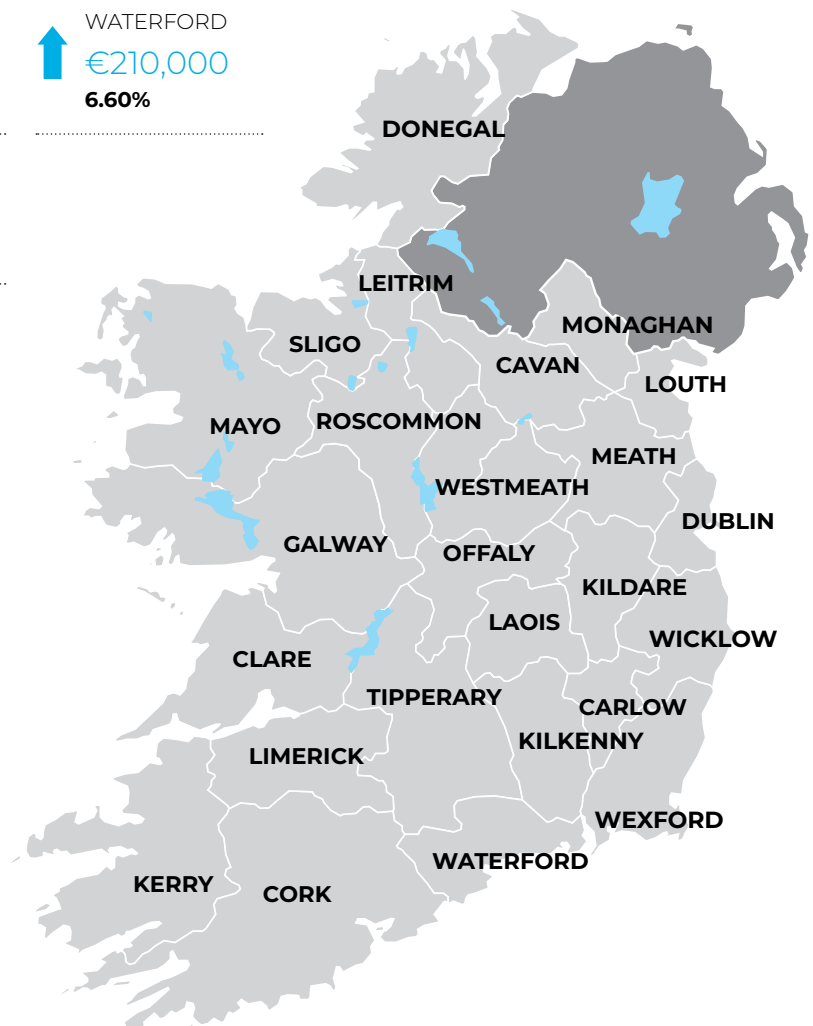 WATERFORD
€210,000
6.60%
DONEGAL
LEITRIM
MONAGHAN
SLIGO
CAVAN
LOUTH
MAYO
ROSCOMMON
MEATH
WESTMEATH
DUBLIN
GALWAY
OFFALY
KILDARE
LAOIS
WICKLOW
CLARE
TIPPERARY
CARLOW
KILKENNY
LIMERICK
WEXFORD
WATERFORD
KERRY
CORK